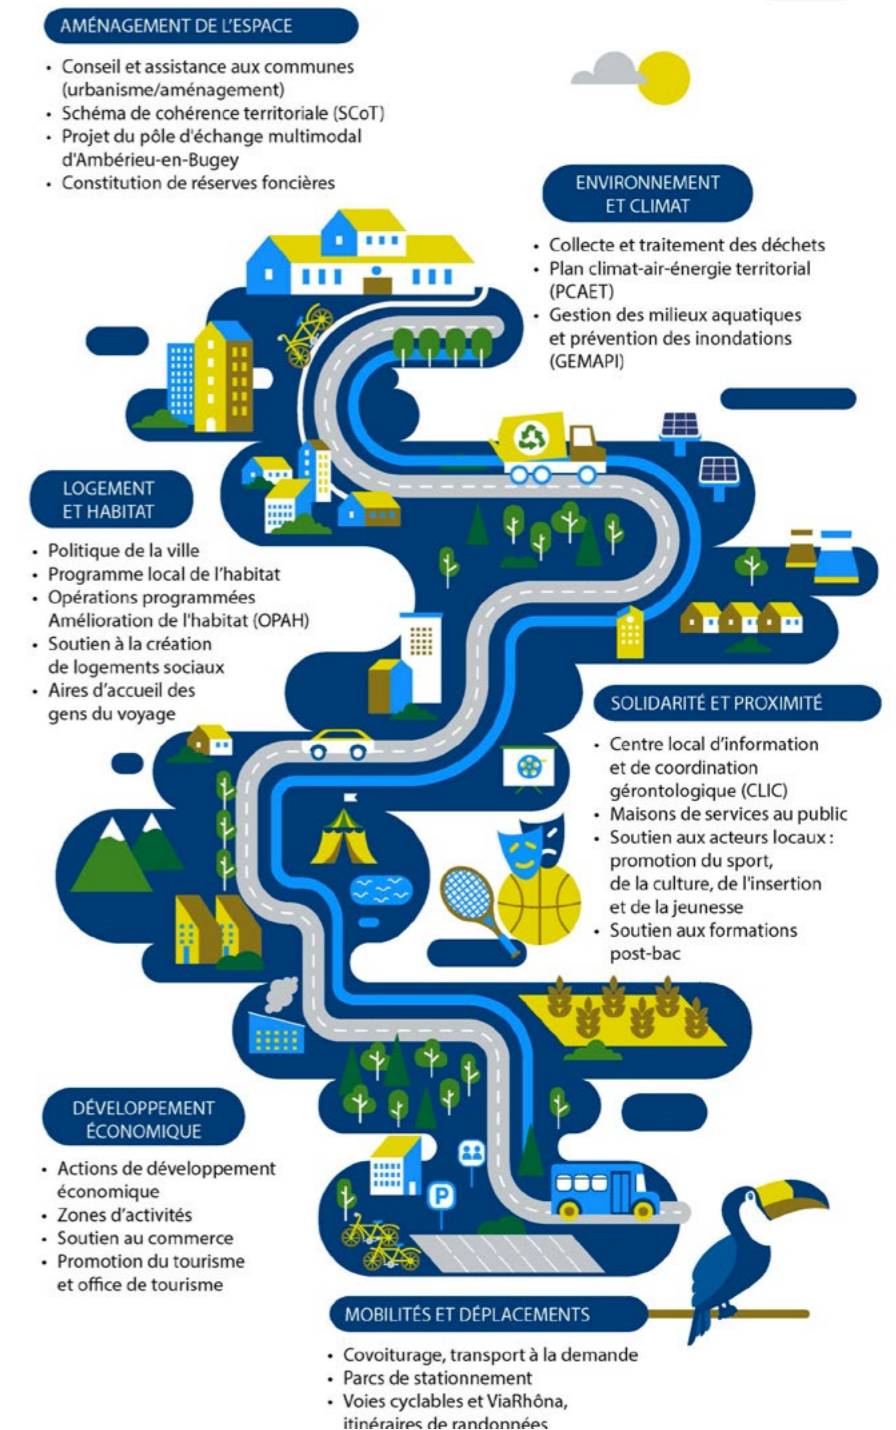 AMÉNAGEMENT DE L'ESPACE
• Conseil et assistance aux communes
(urbanisme/aménagement)
• Schéma de cohérence territoriale (SCoT)
• Projet du pôle d'échange multimodal
d'Ambérieu-en-Bugey
• Constitution de réserves foncières
ENVIRONNEMENT
ET CLIMAT
• Collecte et traitement des déchets
• Plan climat-air-énergie territorial
(PCAET)
• Gestion des milieux aquatiques
et prévention des inondations
(GEMAPI)
LOGEMENT
ET HABITAT
• Politique de la ville
• Programme local de l'habitat
• Opérations programmées
Amélioration de l'habitat (OPAH)
• Soutien à la création
de logements sociaux
• Aires d'accueil des
gens du voyage
SOLIDARITÉ ET PROXIMITÉ
• Centre local d'information
et de coordination
gérontologique (CLIC)
• Maisons de services au public
• Soutien aux acteurs locaux :
promotion du sport,
de la culture, de l'insertion
et de la jeunesse
• Soutien aux formations
post-bac
DÉVELOPPEMENT
ÉCONOMIQUE
• Actions de développement
économique
• Zones d'activités
• Soutien au commerce
• Promotion du tourisme
et office de tourisme
P
MOBILITÉS ET DÉPLACEMENTS
• Covoiturage, transport à la demande
• Parcs de stationnement
• Voies cyclables et ViaRhôna,
itinéraires de randonnées